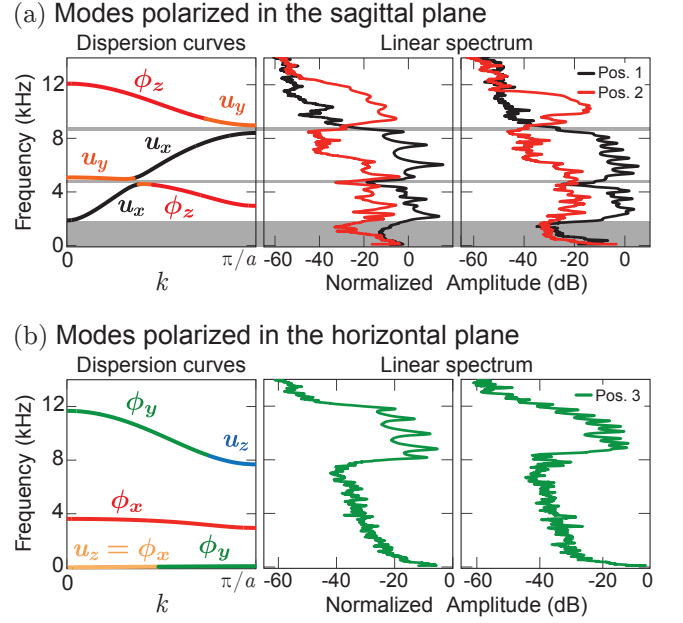 (a) Modes polarized in the sagittal plane
Dispersion curves Linear spectrum
Frequency (kHz)
12
8
4
0
ϕz
uy
ux
uy
ux
ϕz
Pos. 1
Pos. 2
0 k π/a
-60 -40 -20 0 -60 -40 -20 0
Normalized Amplitude (dB)
(b) Modes polarized in the horizontal plane
Dispersion curves Linear spectrum
Frequency (kHz)
12
8
4
0
ϕy
uz
ϕx
uz = ϕx ϕy
Pos. 3
0 k π/a
-60 -40 -20 -60 -40 -20 0
Normalized Amplitude (dB)